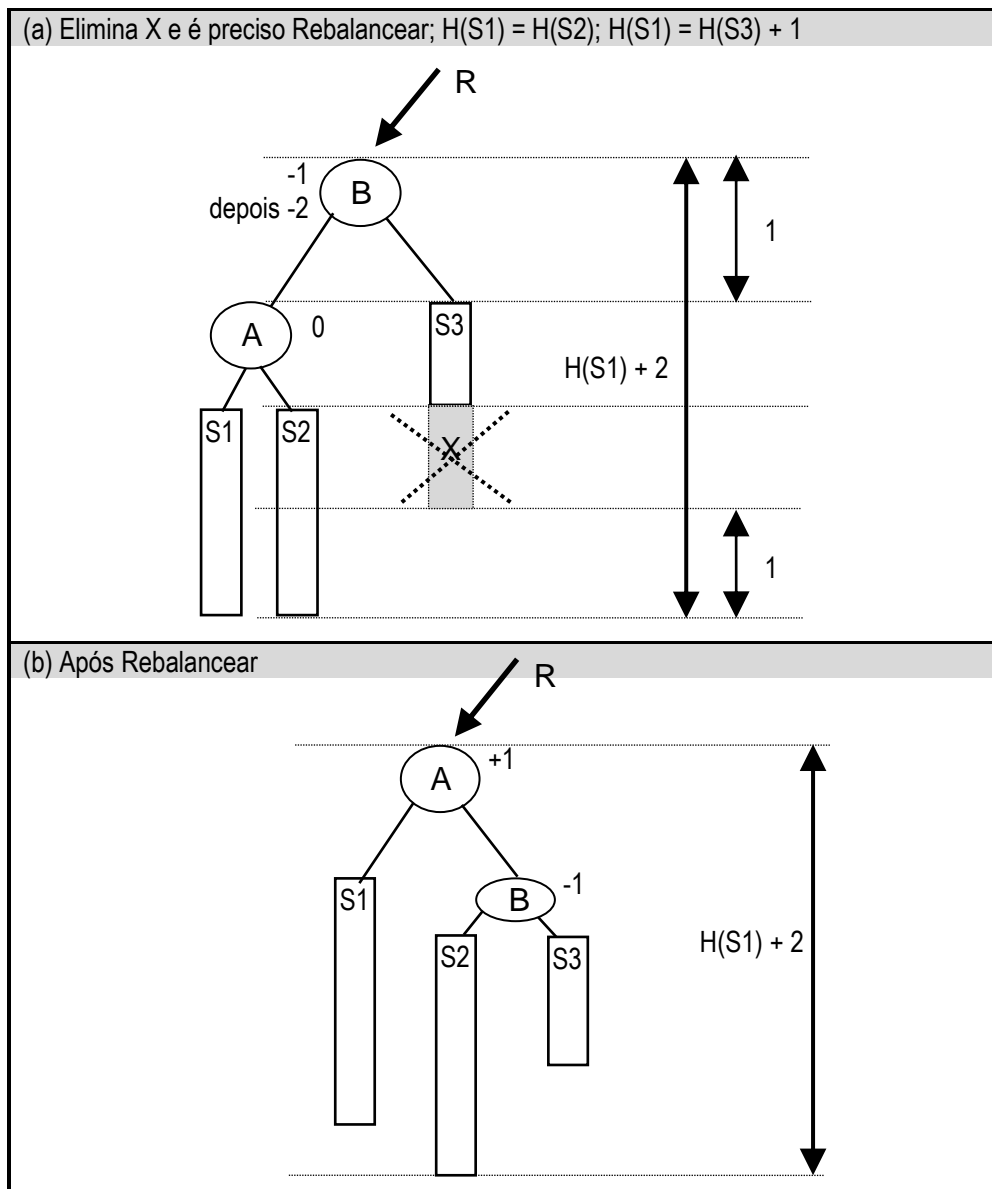 (a) Elimina X e é preciso Rebalancear; H(S1) = H(S2); H(S1) = H(S3) + 1
R
-1
depois -2
B
1
A
0
S3
H(S1) + 2
S1
S2
X
1
(b) Após Rebalancear
R
A
+1
S1
B
-1
S2
S3
H(S1) + 2